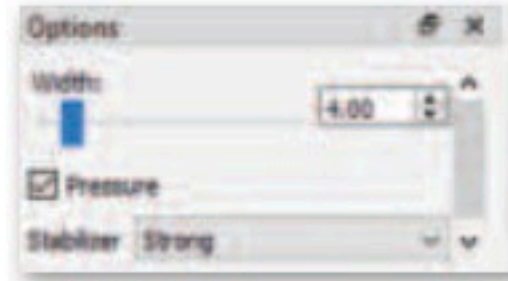 Options
Width:
4.00
Pressure
Stabilizer Strong